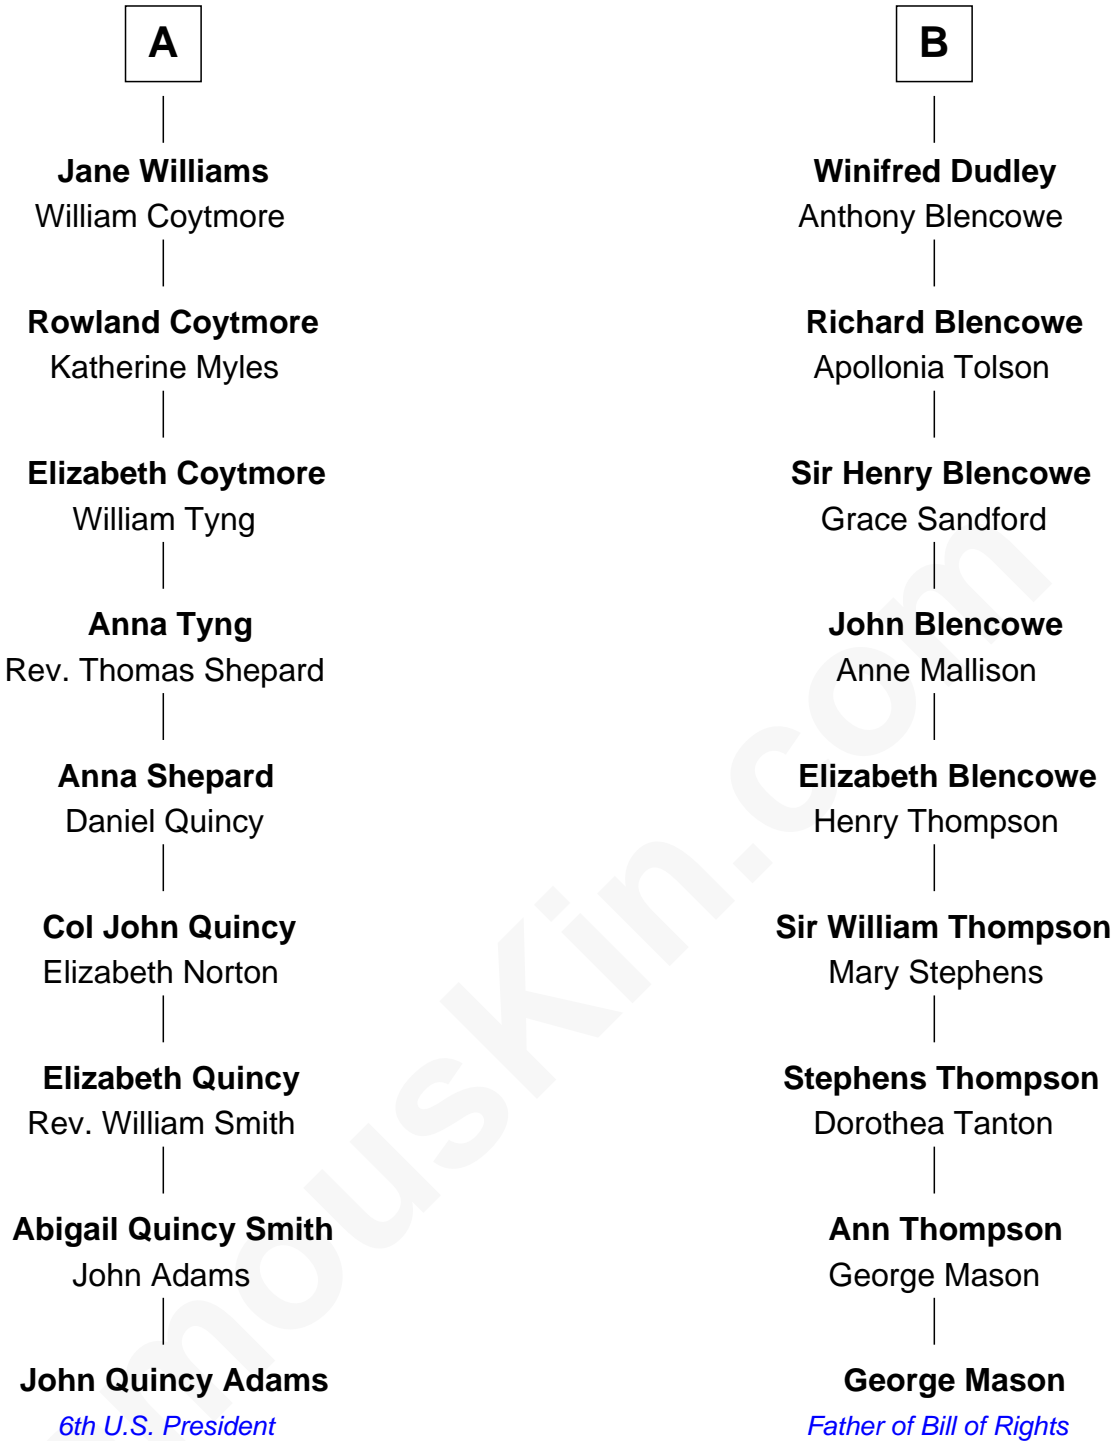 A
Jane Williams
William Coytmore
Rowland Coytmore
Katherine Myles
Elizabeth Coytmore
William Tyng
Anna Tyng
Rev. Thomas Shepard
Anna Shepard
Daniel Quincy
Col John Quincy
Elizabeth Norton
Elizabeth Quincy
Rev. William Smith
Abigail Quincy Smith
John Adams
John Quincy Adams
6th U.S. President
B
Winifred Dudley
Anthony Blencowe
Richard Blencowe
Apollonia Tolson
Sir Henry Blencowe
Grace Sandford
John Blencowe
Anne Mallison
Elizabeth Blencowe
Henry Thompson
Sir William Thompson
Mary Stephens
Stephens Thompson
Dorothea Tanton
Ann Thompson
George Mason
George Mason
Father of Bill of Rights
mousKin.com